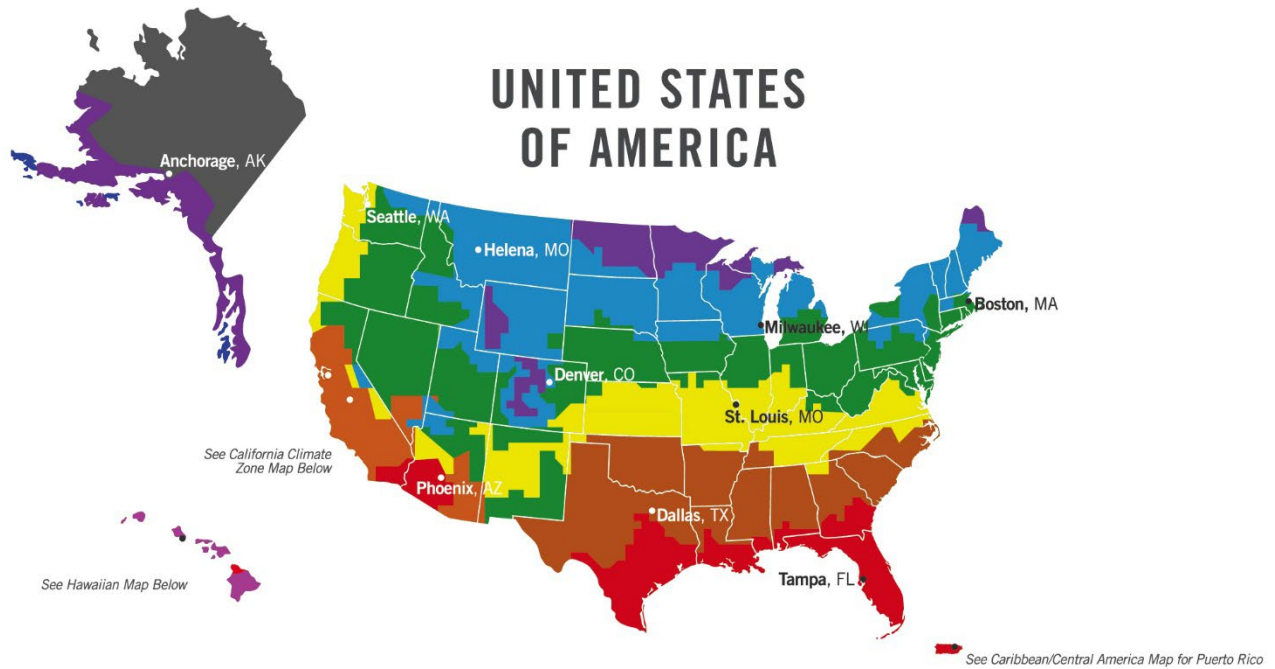 UNITED STATES
OF AMERICA
Anchorage, AK
Seattle, WA
Helena, MO
Boston, MA
Milwaukee, WI
Denver, CO
St. Louis, MO
See California Climate
Zone Map Below
Phoenix, AZ
Dallas, TX
See Hawaiian Map Below
Tampa, FL
See Caribbean/Central America Map for Puerto Rico